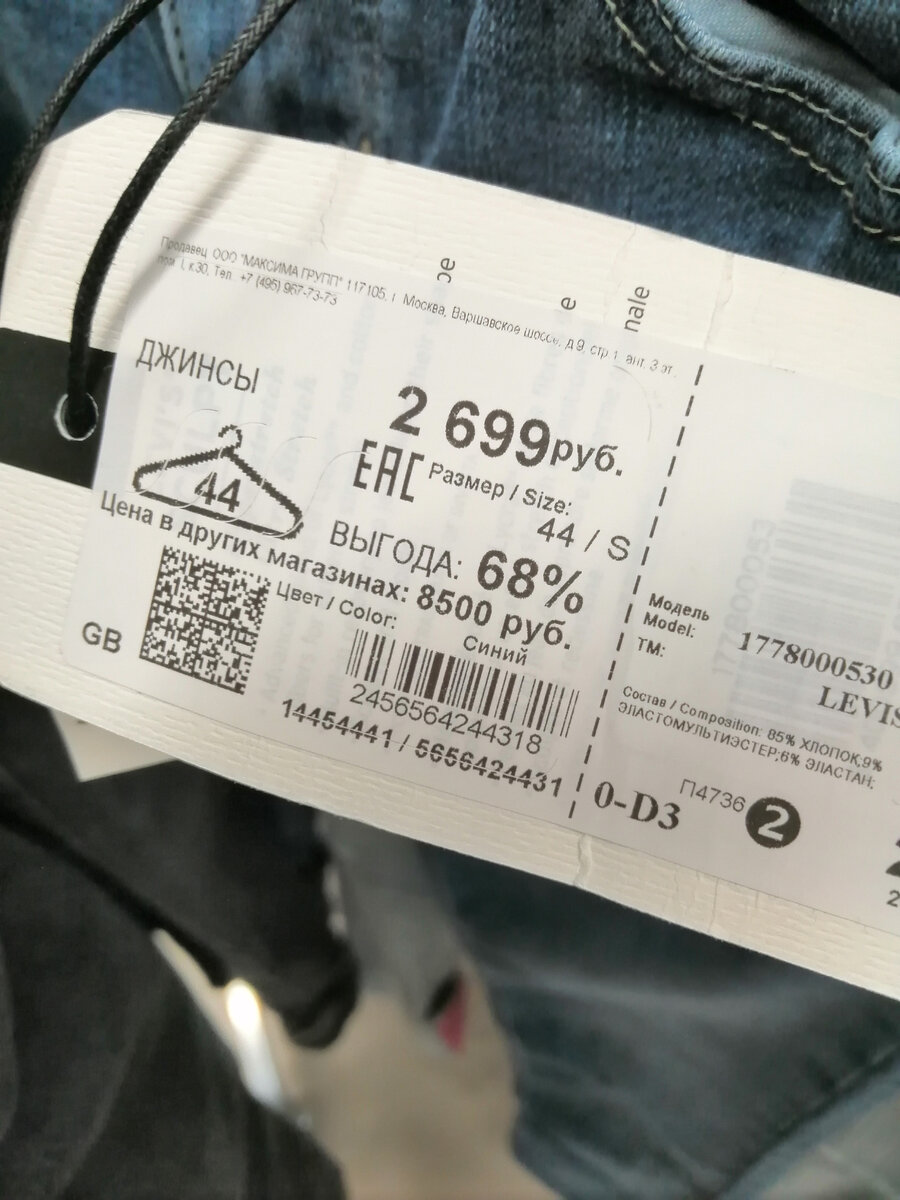 Продавец ООО "МАКСИМА ГРУПП" 117105, г. Москва, Варшавское шоссе, д 9, стр 1, ант. 3 эт.
пом. I, к 30, Тел. +7 (495) 967-73-73
ое
е
nale
ДЖИНСЫ
2 699руб.
44
EAC
Размер / Size:
44 / S
ВЫГОДА: 68%
Цена в других магазинах: 8500 руб.
Цвет / Color:
Синий
GB
2456564244318
14454441 / 5656424431
Модель
Model:
1778000530
ТМ:
LEVIS
Состав / Composition: 85% ХЛОПОК;9%
ЭЛАСТОМУЛЬТИЭСТЕР;6% ЭЛАСТАН;
0-D3
П4736
2